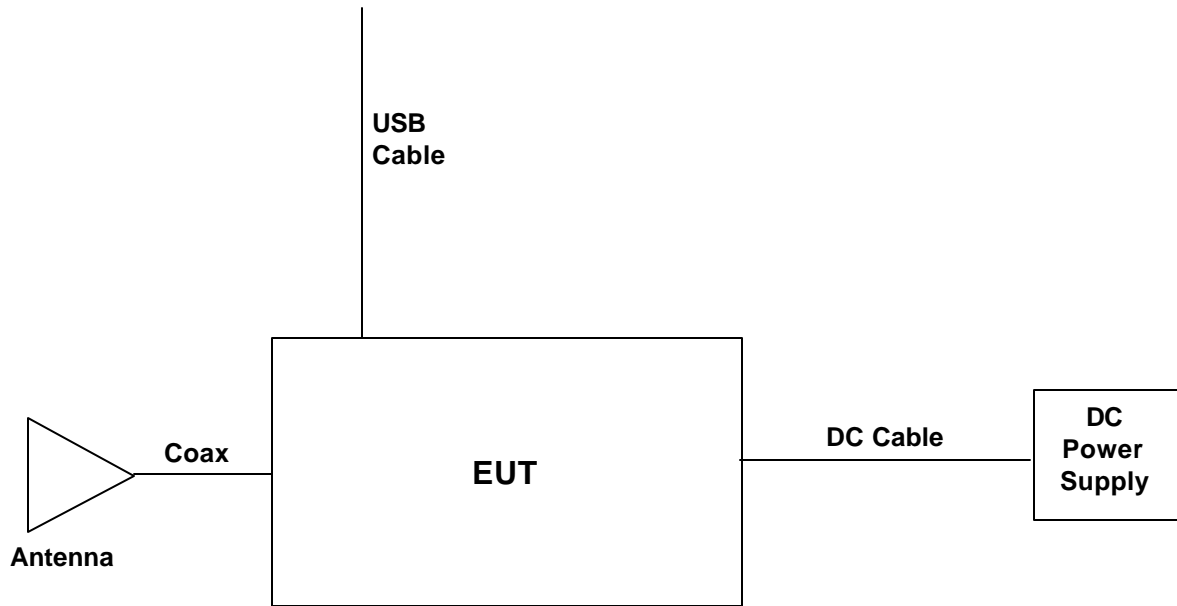 USB
Cable
Coax
EUT
DC Cable
DC
Power
Supply
Antenna